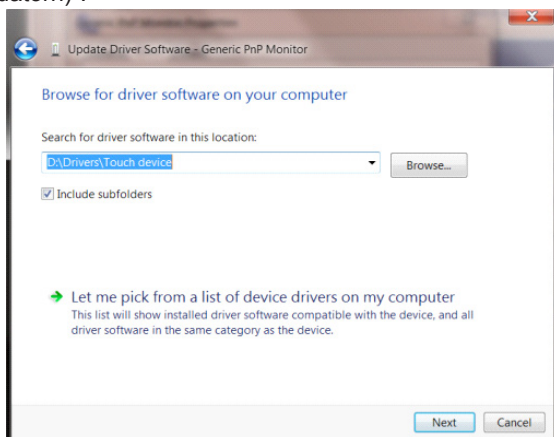 Update Driver Software - Generic PnP Monitor
Browse for driver software on your computer
Search for driver software in this location:
D:\Drivers\Touch device
Browse...
Include subfolders
Let me pick from a list of device drivers on my computer
This list will show installed driver software compatible with the device, and all
driver software in the same category as the device.
Next
Cancel